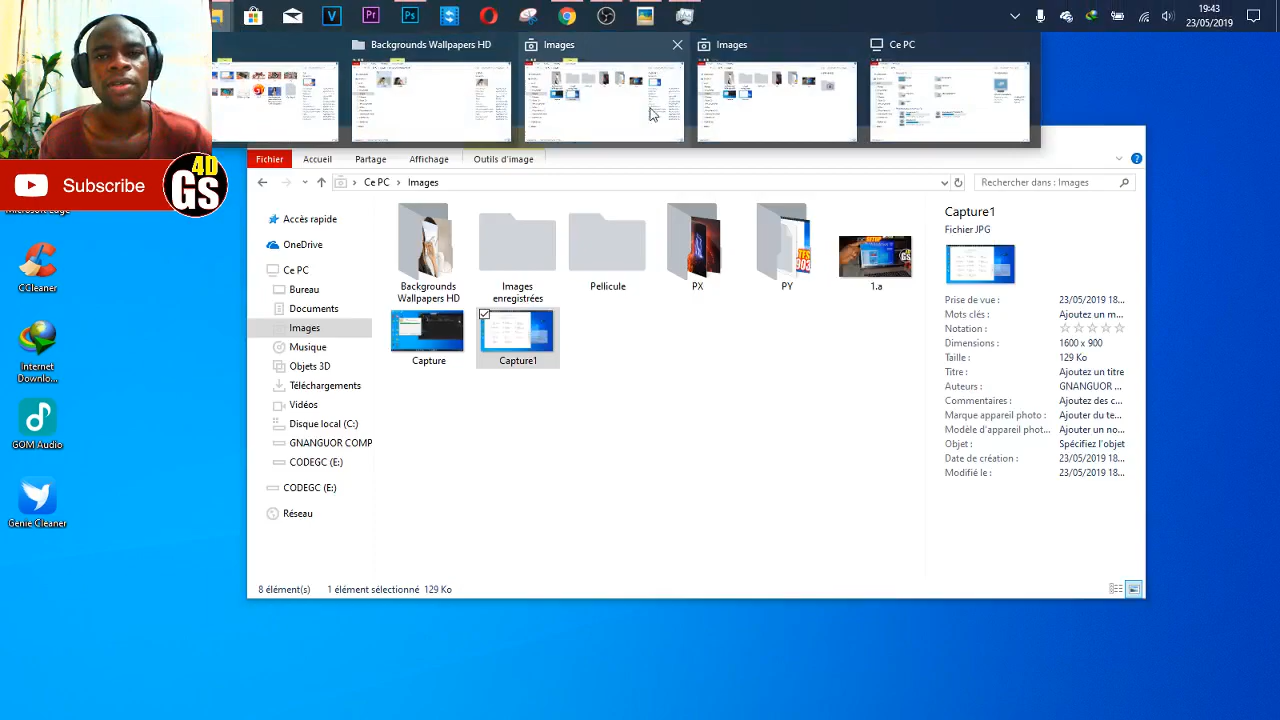 19:43
23/05/2019
Backgrounds Wallpapers HD
Images
Images
Ce PC
Subscribe
4D
GS
Fichier
Accueil
Partage
Affichage
Outils d'image
Ce PC
Images
Rechercher dans : Images
Accès rapide
OneDrive
Ce PC
Bureau
Documents
Images
Musique
Objets 3D
Téléchargements
Vidéos
Disque local (C:)
GNANGUOR COMP
CODEGC (E:)
CODEGC (E:)
Réseau
CCleaner
Internet
Downlo...
GOM Audio
Genie Cleaner
Backgrounds
Wallpapers HD
Images
enregistrées
Pellicule
PX
PY
1.a
Capture
Capture1
Capture1
Fichier JPG
Prise de vue : 23/05/2019 18...
Mots clés : Ajoutez un m...
Notation :
Dimensions : 1600 x 900
Taille : 129 Ko
Titre : Ajoutez un titre
Auteurs : GNANGUOR ...
Commentaires : Ajoutez des c...
Marque appareil photo : Ajouter du te...
Modèle d'appareil phot... Ajouter un no...
Objet : Spécifiez l'objet
Date de création : 23/05/2019 18...
Modifié le : 23/05/2019 18...
8 élément(s)
1 élément sélectionné 129 Ko